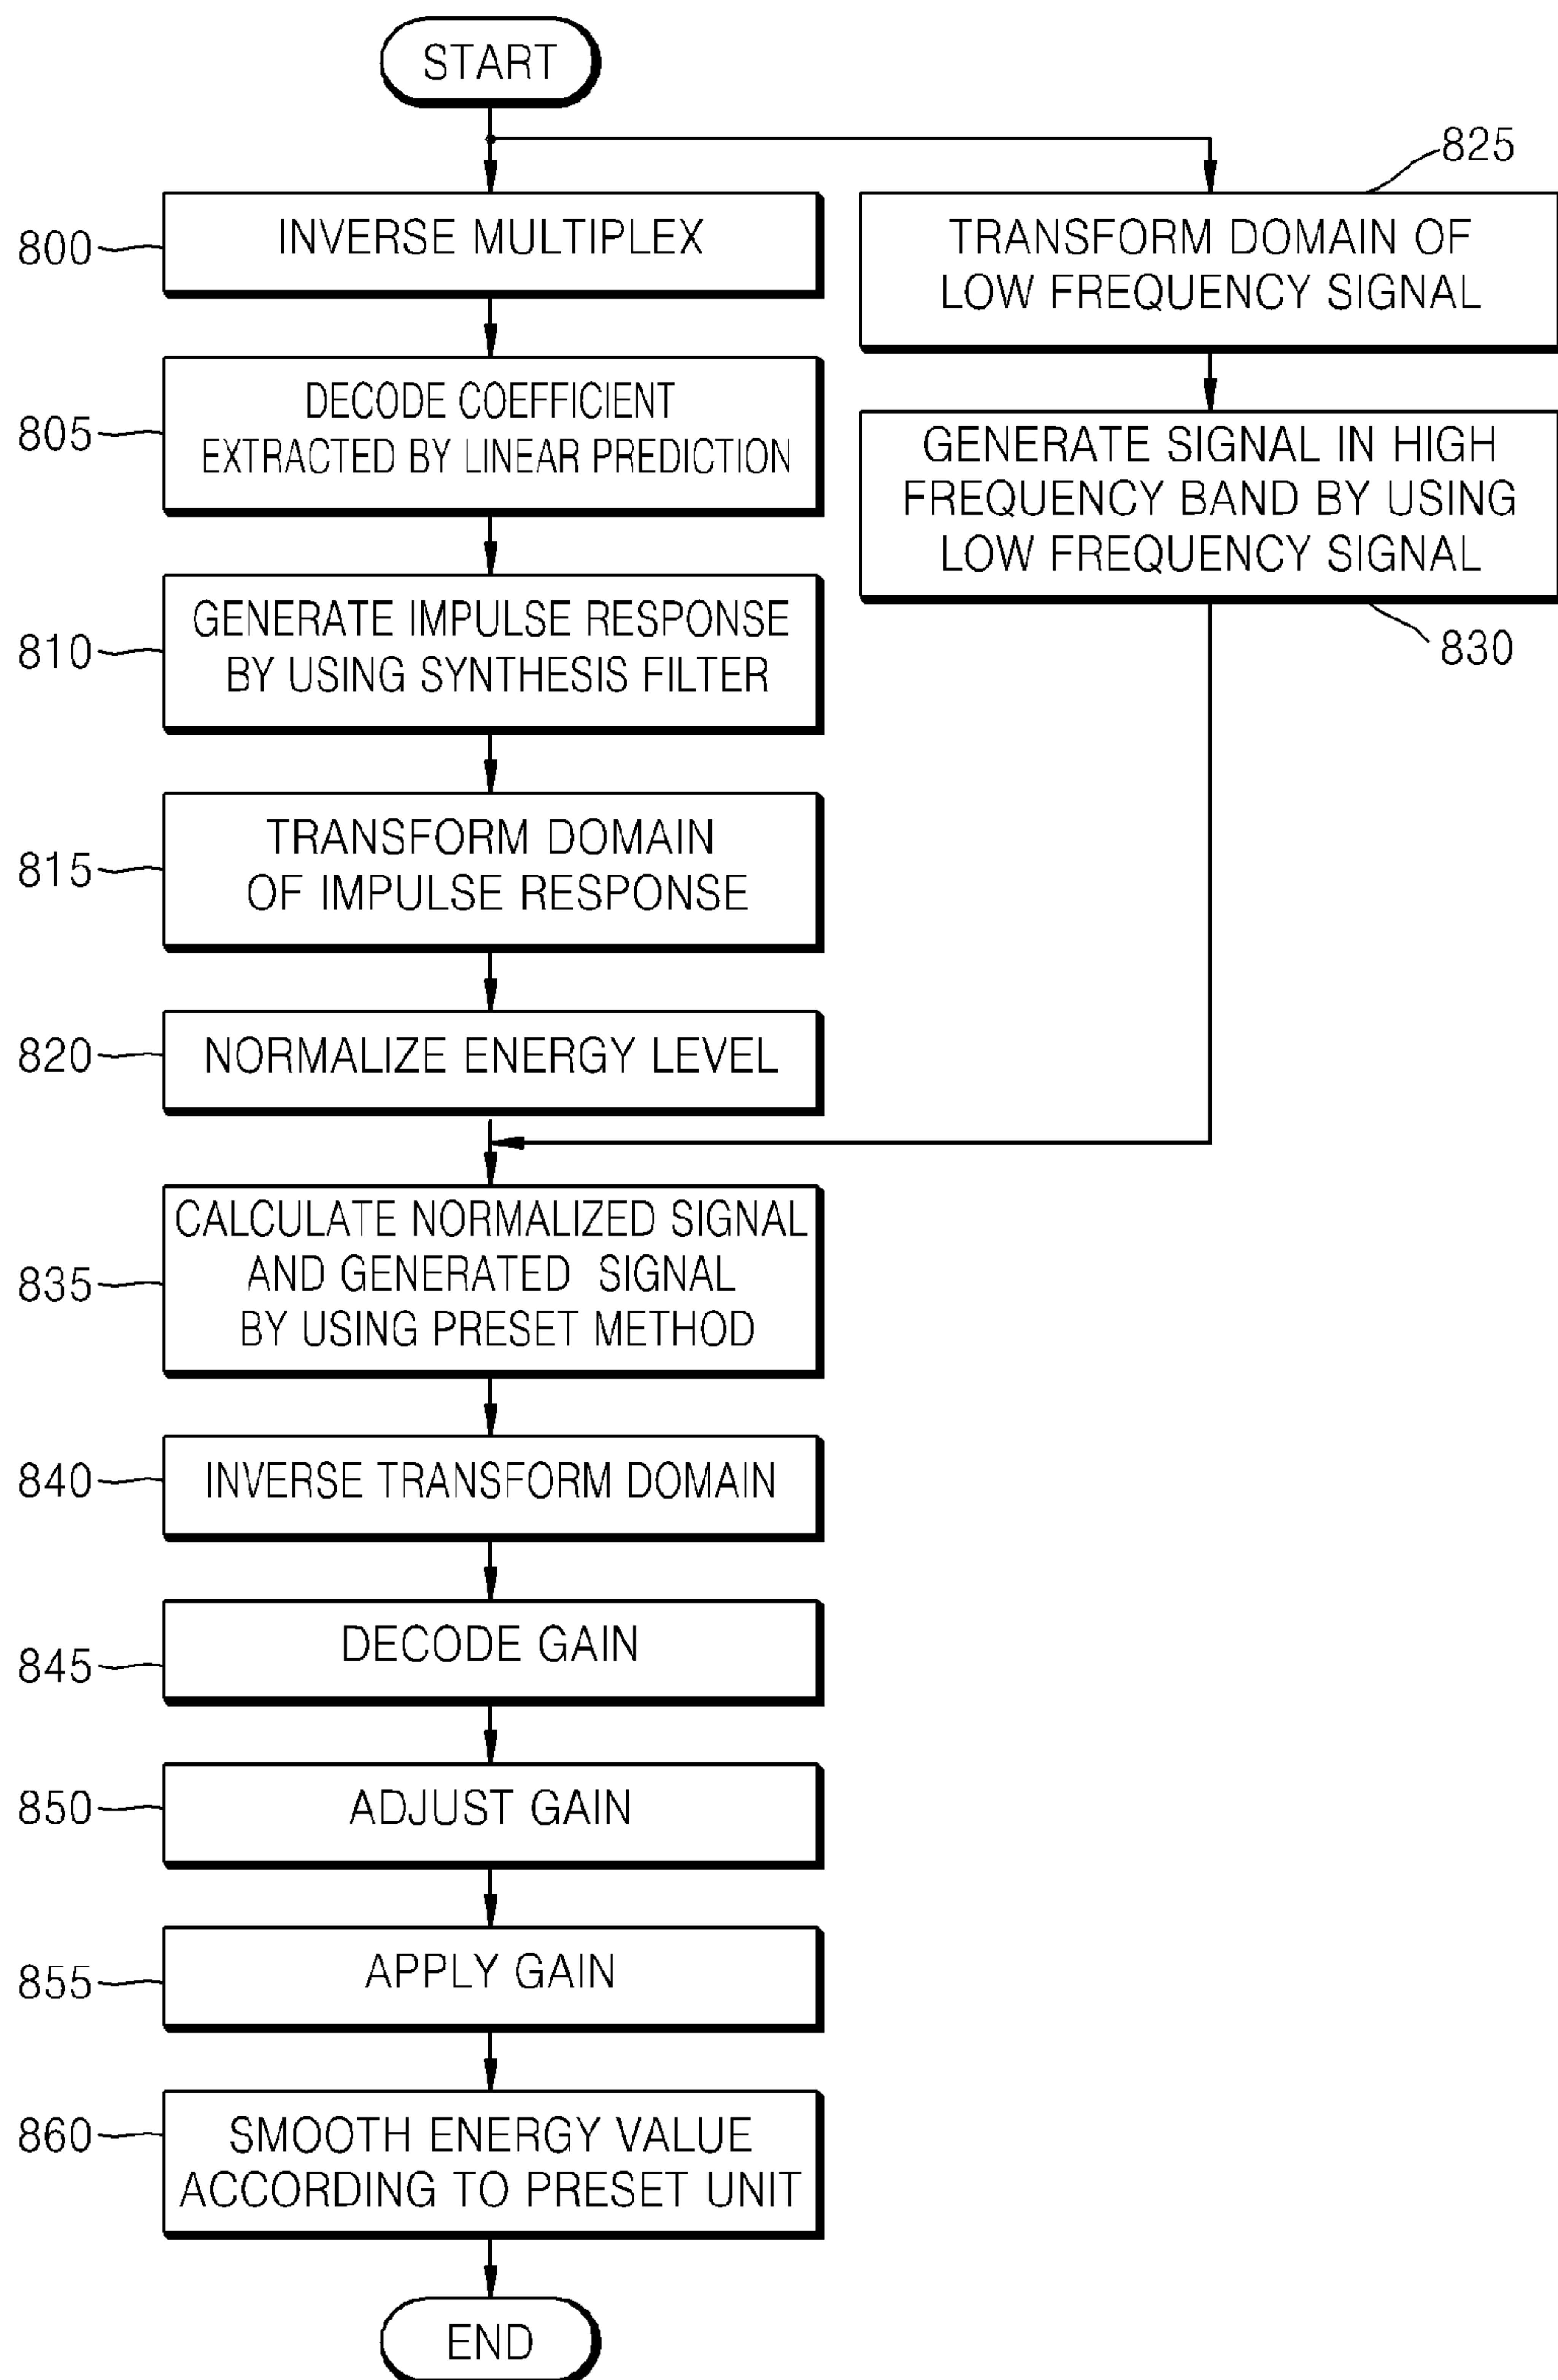 START
825
800
INVERSE MULTIPLEX
TRANSFORM DOMAIN OF
LOW FREQUENCY SIGNAL
805
DECODE COEFFICIENT
EXTRACTED BY LINEAR PREDICTION
GENERATE SIGNAL IN HIGH
FREQUENCY BAND BY USING
LOW FREQUENCY SIGNAL
830
810
GENERATE IMPULSE RESPONSE
BY USING SYNTHESIS FILTER
815
TRANSFORM DOMAIN
OF IMPULSE RESPONSE
820
NORMALIZE ENERGY LEVEL
835
CALCULATE NORMALIZED SIGNAL
AND GENERATED SIGNAL
BY USING PRESET METHOD
840
INVERSE TRANSFORM DOMAIN
845
DECODE GAIN
850
ADJUST GAIN
855
APPLY GAIN
860
SMOOTH ENERGY VALUE
ACCORDING TO PRESET UNIT
END